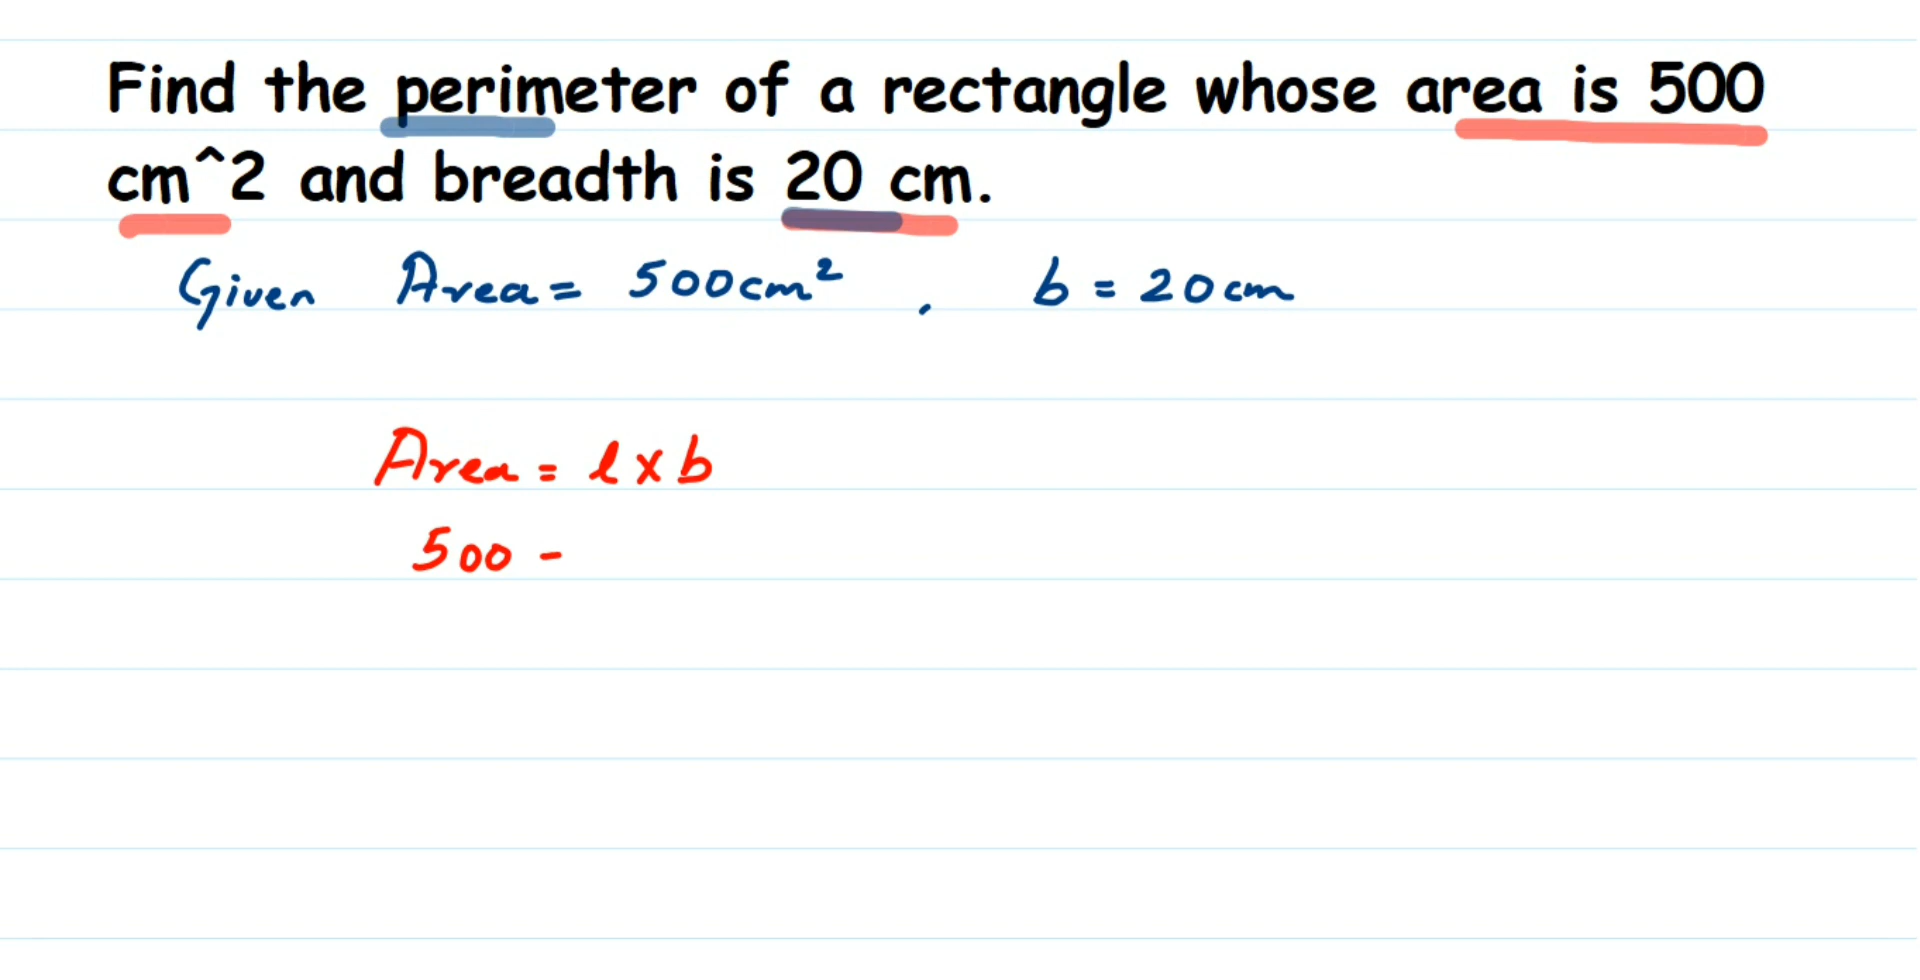 Find the perimeter of a rectangle whose area is 500
cm^2 and breadth is 20 cm.
Given Area = 500cm² , b = 20cm
Area = l x b
500 -